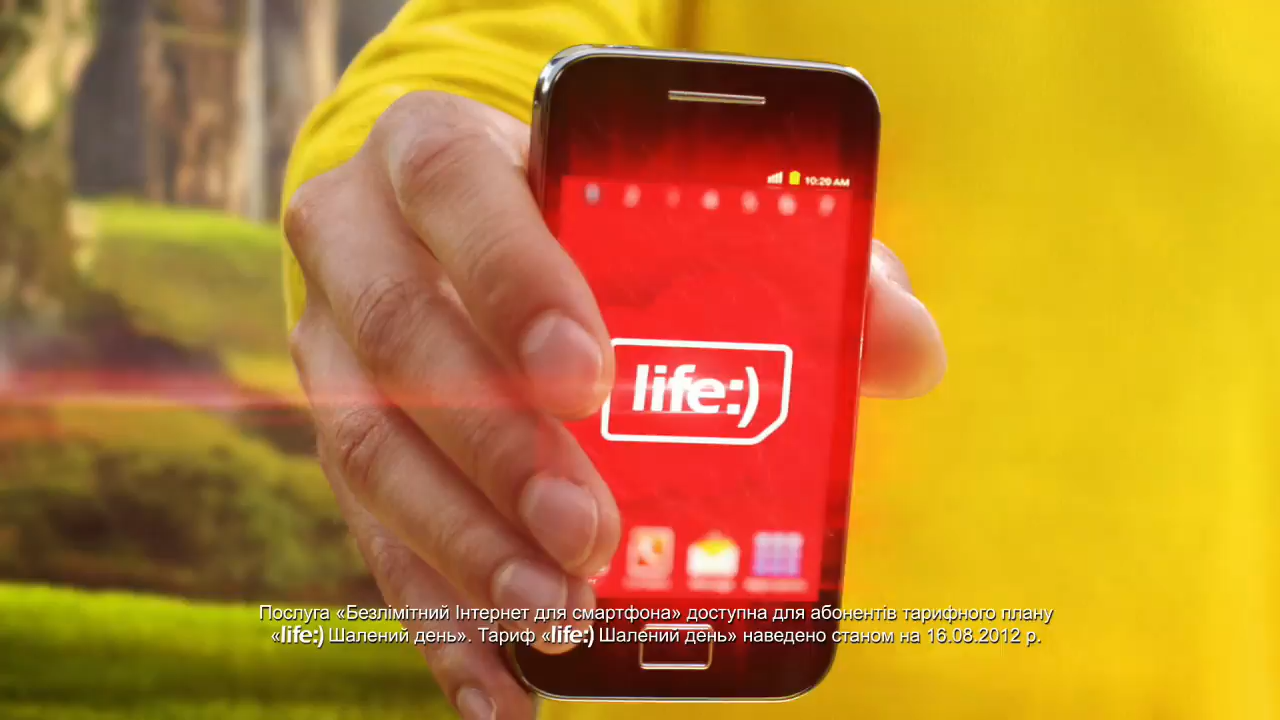 10:20 AM
life:)
Послуга «Безлімітний Інтернет для смартфона» доступна для абонентів тарифного плану
«life:) Шалений день». Тариф «life:) Шалений день» наведено станом на 16.08.2012 р.